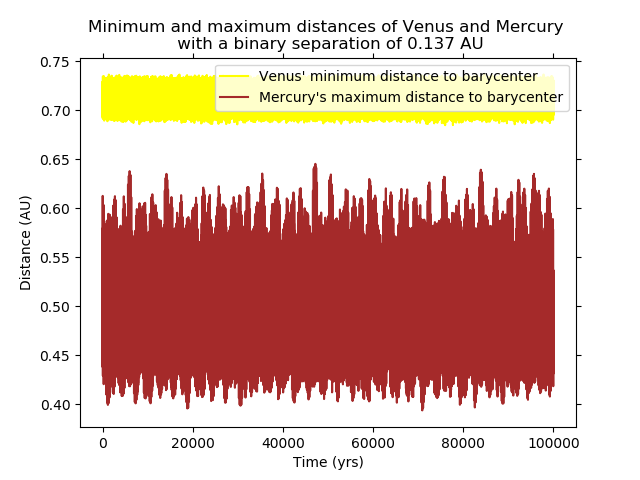 Minimum and maximum distances of Venus and Mercury
with a binary separation of 0.137 AU
Venus' minimum distance to barycenter
Mercury's maximum distance to barycenter
Distance (AU)
0.75
0.70
0.65
0.60
0.55
0.50
0.45
0.40
0 20000 40000 60000 80000 100000
Time (yrs)